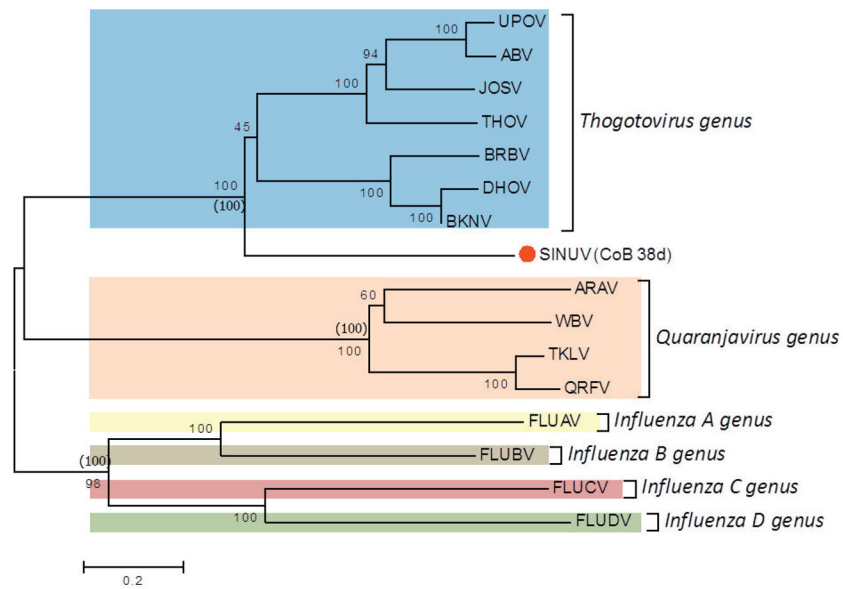 UPOV
100
ABV
94
JOSV
100
Thogotovirus genus
THOV
45
BRBV
100
DHOV
100
(100)
100
BKNV
SINUV (CoB 38d)
ARAV
60
WBV
(100)
Quaranjavirus genus
100
TKLV
100
QRFV
FLUAV
Influenza A genus
100
FLUBV
Influenza B genus
(100)
98
FLUCV
Influenza C genus
100
FLUDV
Influenza D genus
0.2